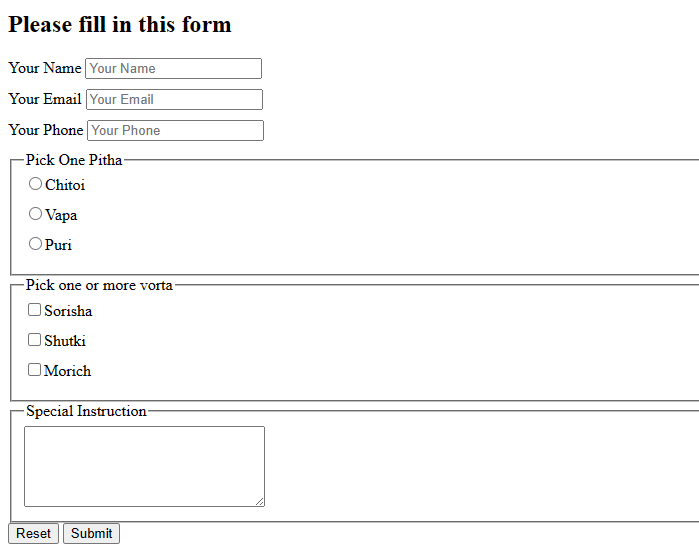 Please fill in this form
Your Name Your Name
Your Email Your Email
Your Phone Your Phone
Pick One Pitha
Chitoi
Vapa
Puri
Pick one or more vorta
Sorisha
Shutki
Morich
Special Instruction
Reset Submit